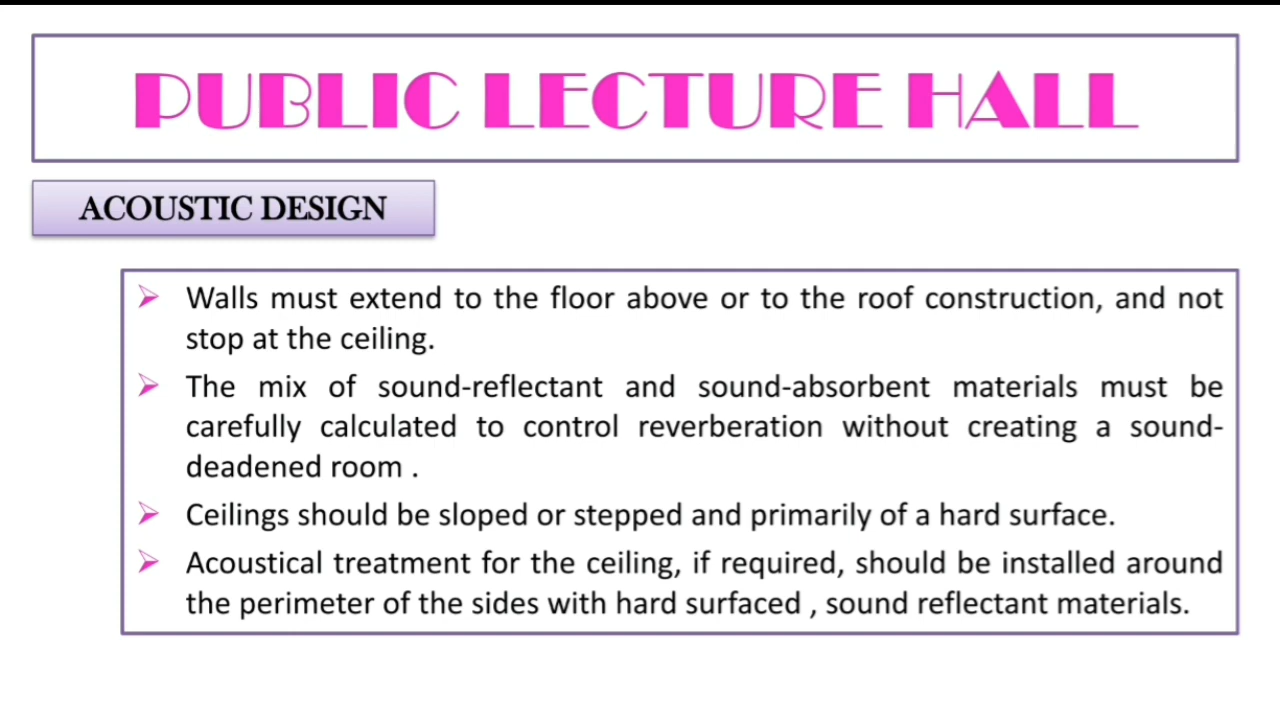 PUBLIC LECTURE HALL
ACOUSTIC DESIGN
Walls must extend to the floor above or to the roof construction, and not
stop at the ceiling.
The mix of sound-reflectant and sound-absorbent materials must be
carefully calculated to control reverberation without creating a sound-
deadened room .
Ceilings should be sloped or stepped and primarily of a hard surface.
Acoustical treatment for the ceiling, if required, should be installed around
the perimeter of the sides with hard surfaced , sound reflectant materials.